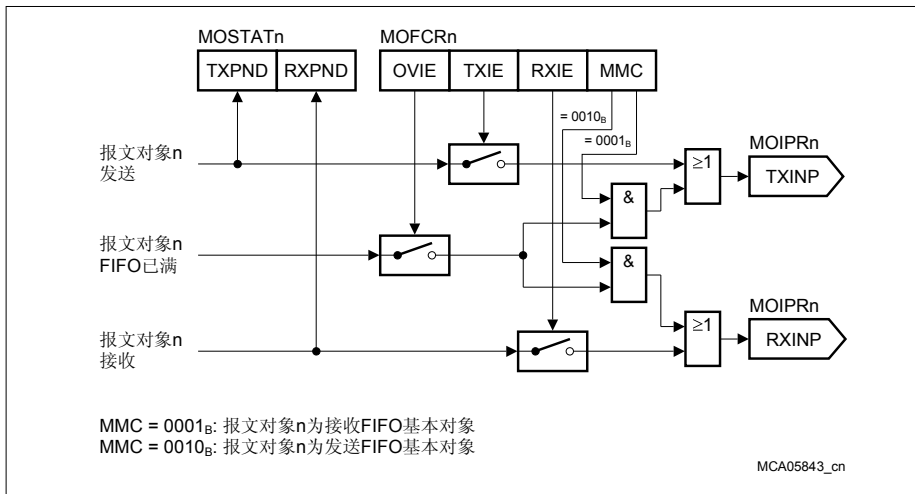 MOSTATn
MOFCRn
TXPND RXPND
OVIE TXIE RXIE MMC
= 0010B
= 0001B
报文对象n
发送
MOIPRn
≥1
TXINP
&
报文对象n
FIFO已满
&
MOIPRn
≥1
RXINP
报文对象n
接收
MMC = 0001B: 报文对象n为接收FIFO基本对象
MMC = 0010B: 报文对象n为发送FIFO基本对象
MCA05843_cn